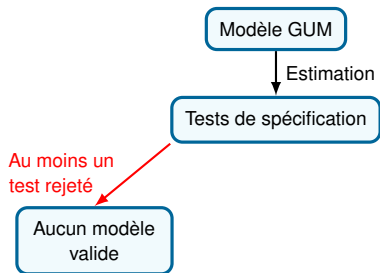 Modèle GUM
Estimation
Tests de spécification
Au moins un
test rejeté
Aucun modèle
valide